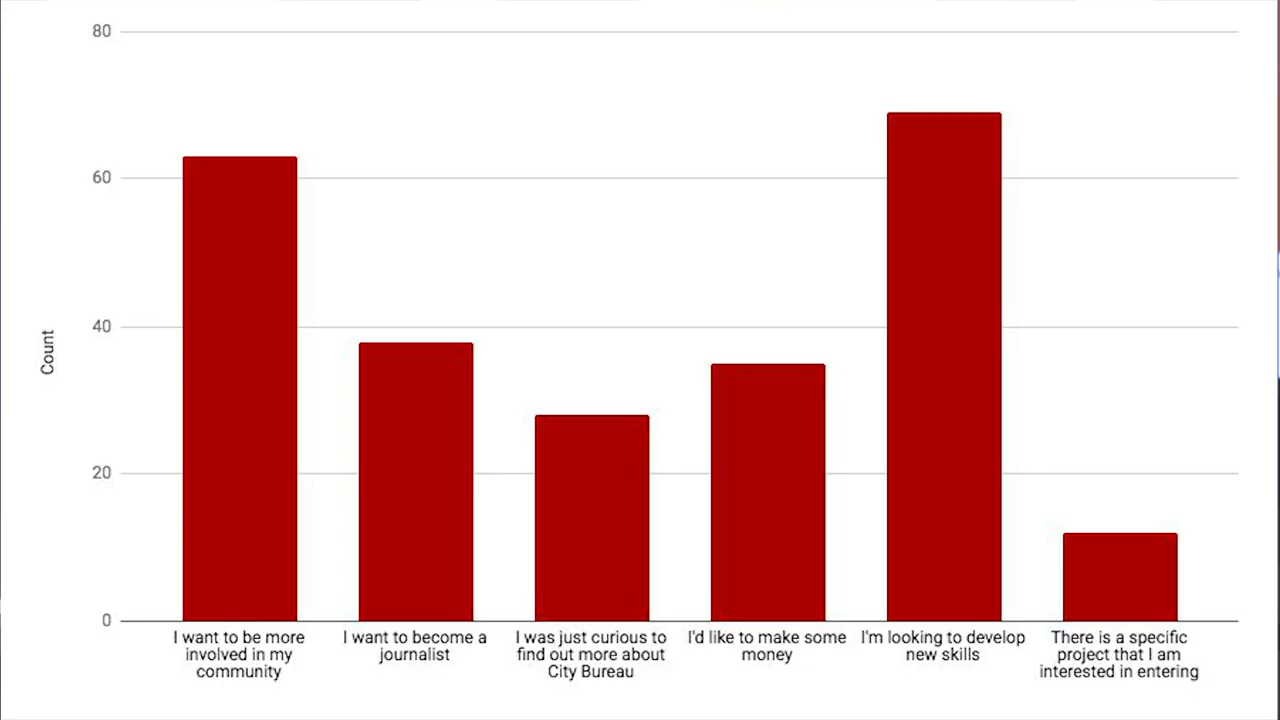 80
60
40
20
0
Count
I want to be more
involved in my
community
I want to become a
journalist
I was just curious to
find out more about
City Bureau
I'd like to make some
money
I'm looking to develop
new skills
There is a specific
project that I am
interested in entering